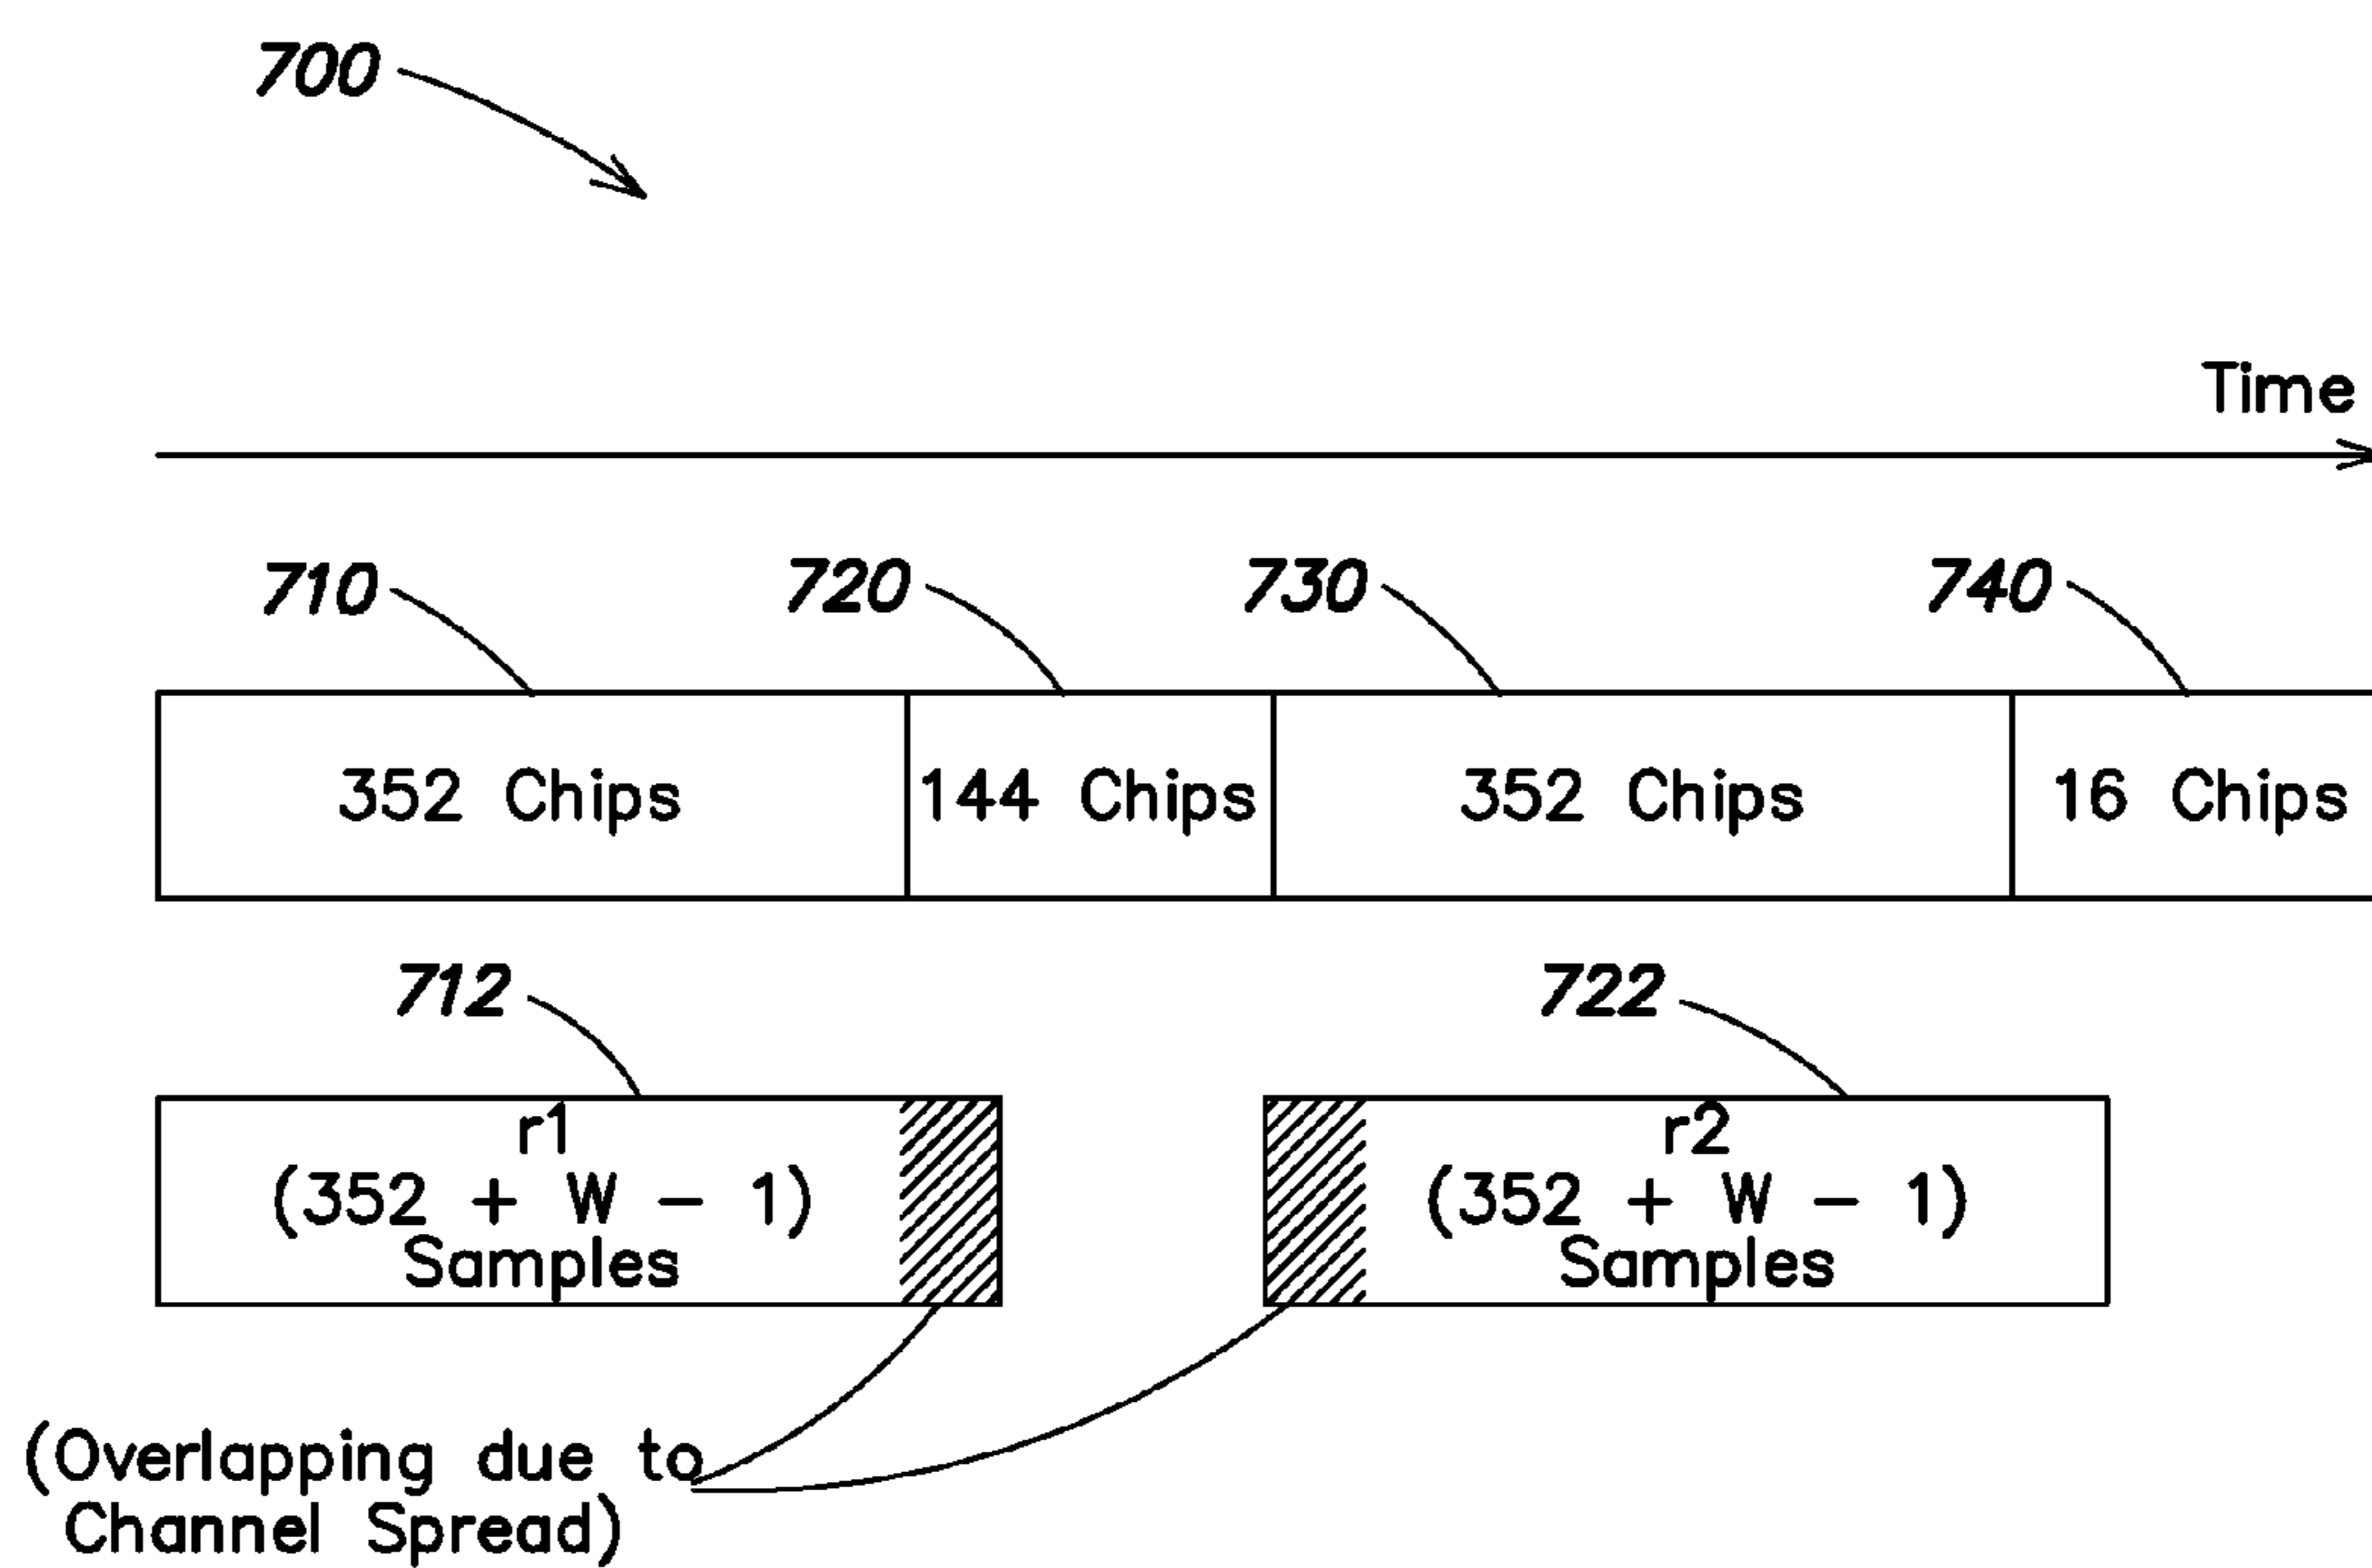 700
Time
710
720
730
740
352 Chips
144 Chips
352 Chips
16 Chips
712
722
r1
(352 + W - 1)
Samples
r2
(352 + W - 1)
Samples
(Overlapping due to
Channel Spread)